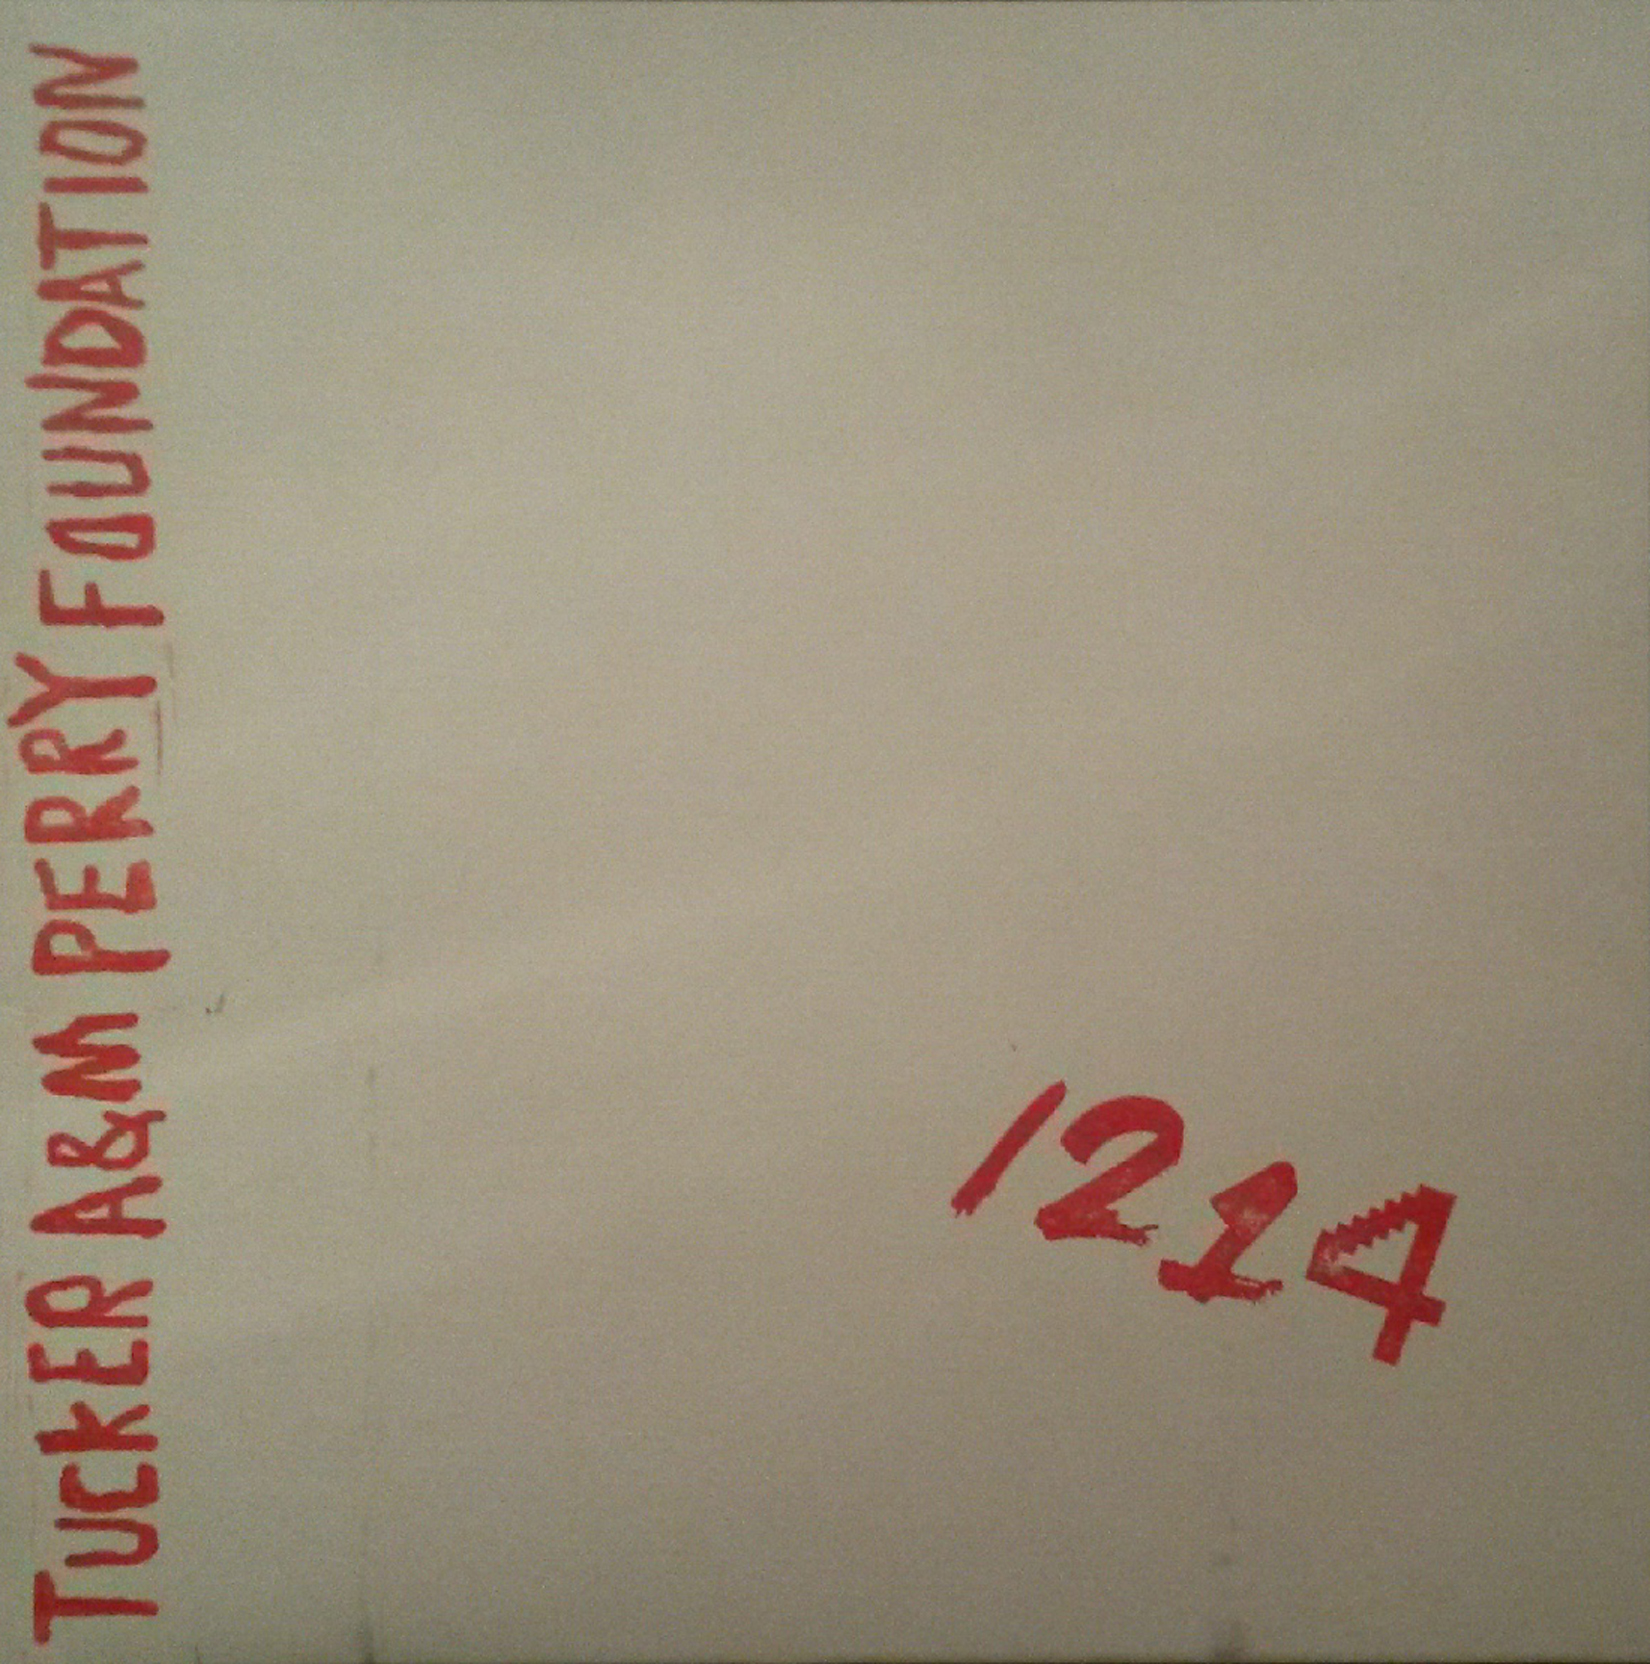 TUCKER A&M PERRY FOUNDATION
1214